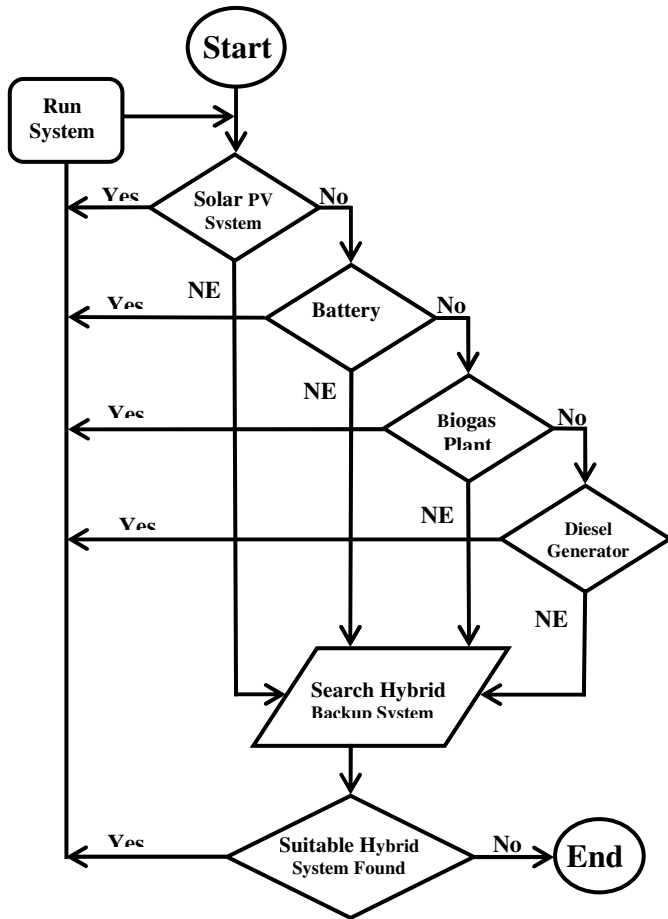 Start
Run
System
Yes
Solar PV
System
No
NE
Yes
Battery
No
NE
Yes
Biogas
Plant
No
NE
Yes
Diesel
Generator
NE
Search Hybrid
Backup System
Yes
Suitable Hybrid
System Found
No
End